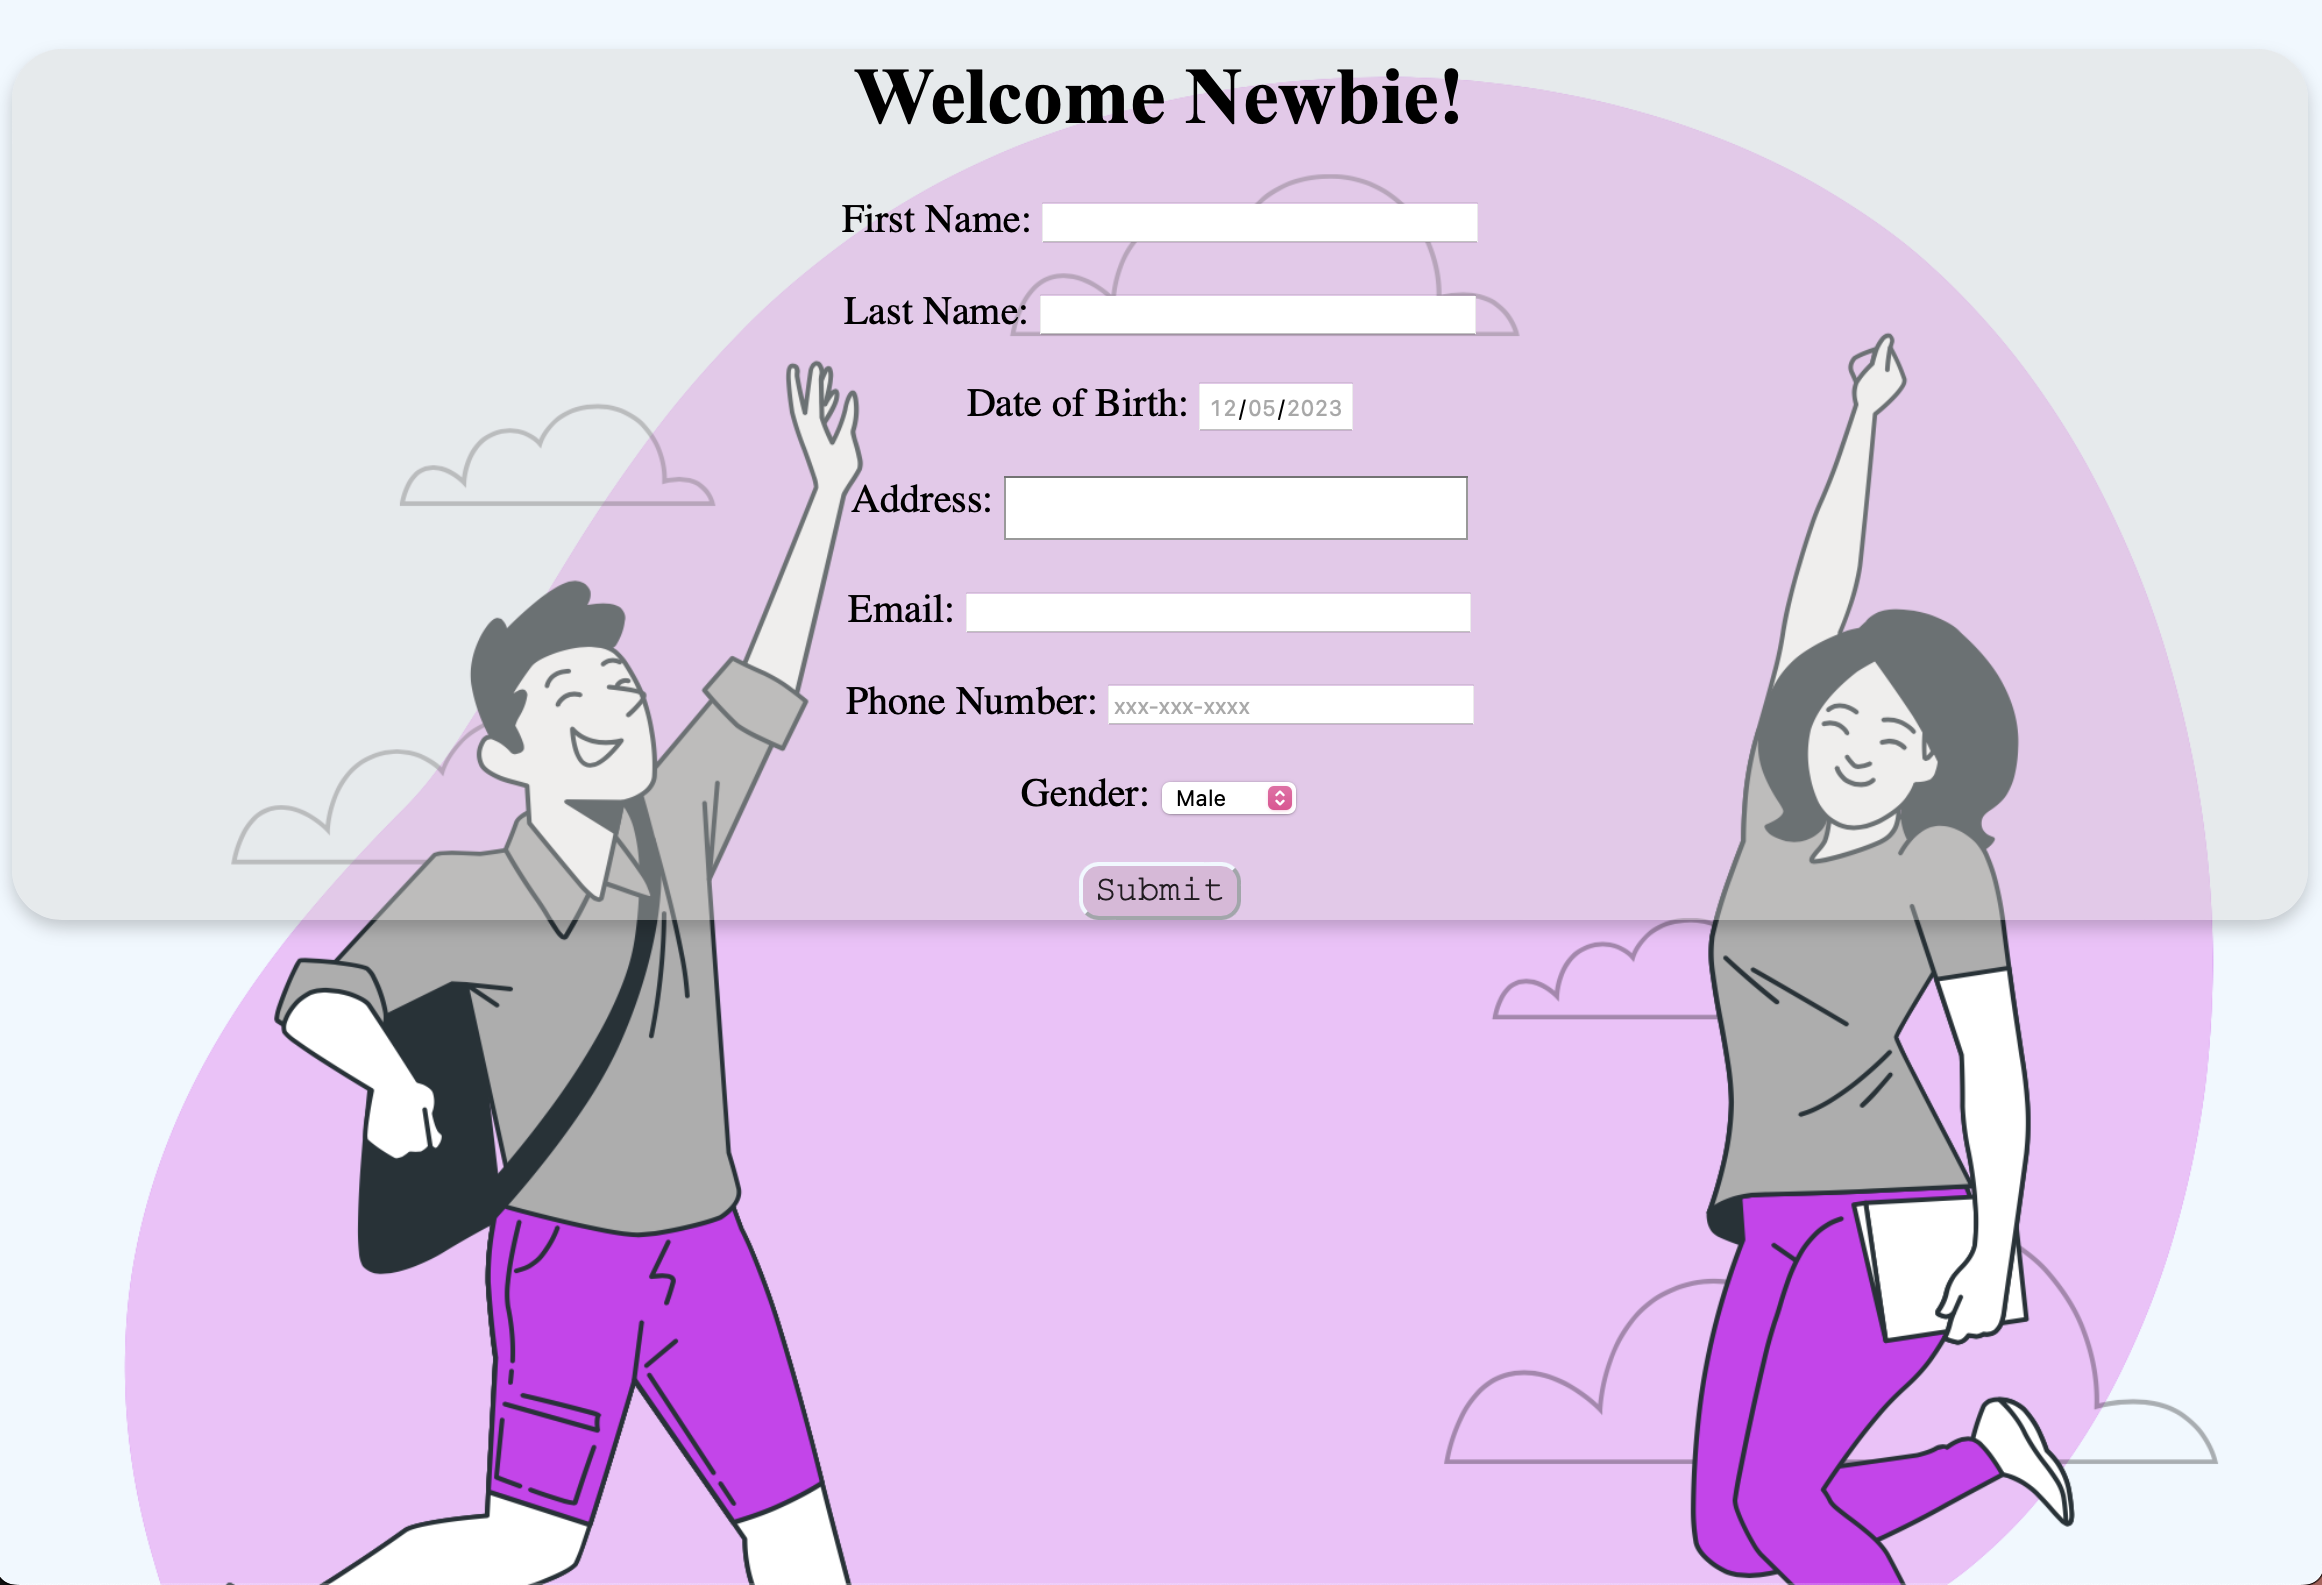 Welcome Newbie!
First Name:
Last Name:
Date of Birth: 12/05/2023
Address:
Email:
Phone Number: xxx-xxx-xxxx
Gender: Male
Submit